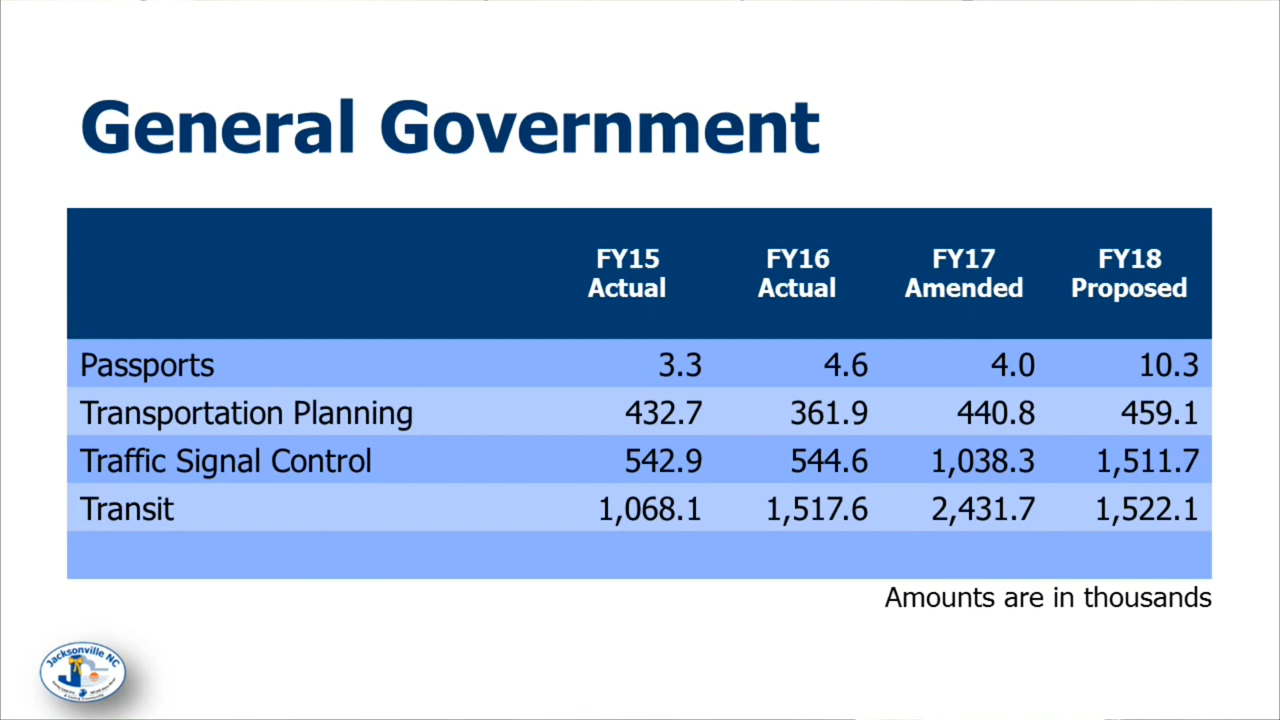 General Government
FY15 Actual FY16 Actual FY17 Amended FY18 Proposed
Passports 3.3 4.6 4.0 10.3
Transportation Planning 432.7 361.9 440.8 459.1
Traffic Signal Control 542.9 544.6 1,038.3 1,511.7
Transit 1,068.1 1,517.6 2,431.7 1,522.1
Amounts are in thousands
Jacksonville NC